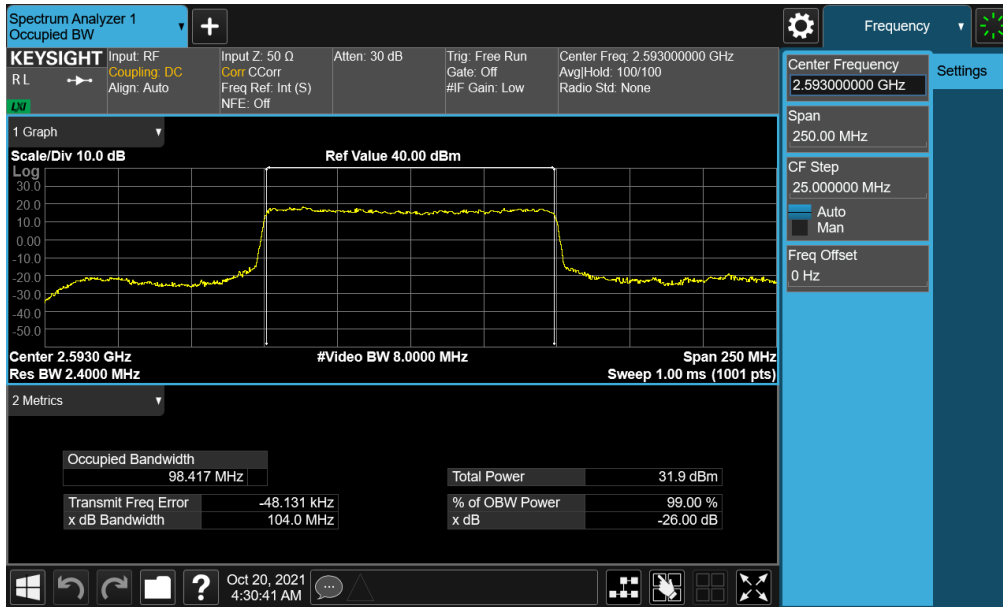 Spectrum Analyzer 1
Occupied BW
+
Frequency
KEYSIGHT
R L
LXI
Input: RF
Coupling: DC
Align: Auto
Input Z: 50 Ω
Corr CCorr
Freq Ref: Int (S)
NFE: Off
Atten: 30 dB
Trig: Free Run
Gate: Off
#IF Gain: Low
Center Freq: 2.593000000 GHz
Avg|Hold: 100/100
Radio Std: None
Center Frequency
2.593000000 GHz
Settings
Span
250.00 MHz
CF Step
25.000000 MHz
Auto
Man
Freq Offset
0 Hz
1 Graph
Scale/Div 10.0 dB
Ref Value 40.00 dBm
Log
30.0
20.0
10.0
0.00
-10.0
-20.0
-30.0
-40.0
-50.0
Center 2.5930 GHz
#Video BW 8.0000 MHz
Span 250 MHz
Res BW 2.4000 MHz
Sweep 1.00 ms (1001 pts)
2 Metrics
Occupied Bandwidth
98.417 MHz
Total Power 31.9 dBm
Transmit Freq Error -48.131 kHz
% of OBW Power 99.00 %
x dB Bandwidth 104.0 MHz
x dB -26.00 dB
?
Oct 20, 2021
4:30:41 AM